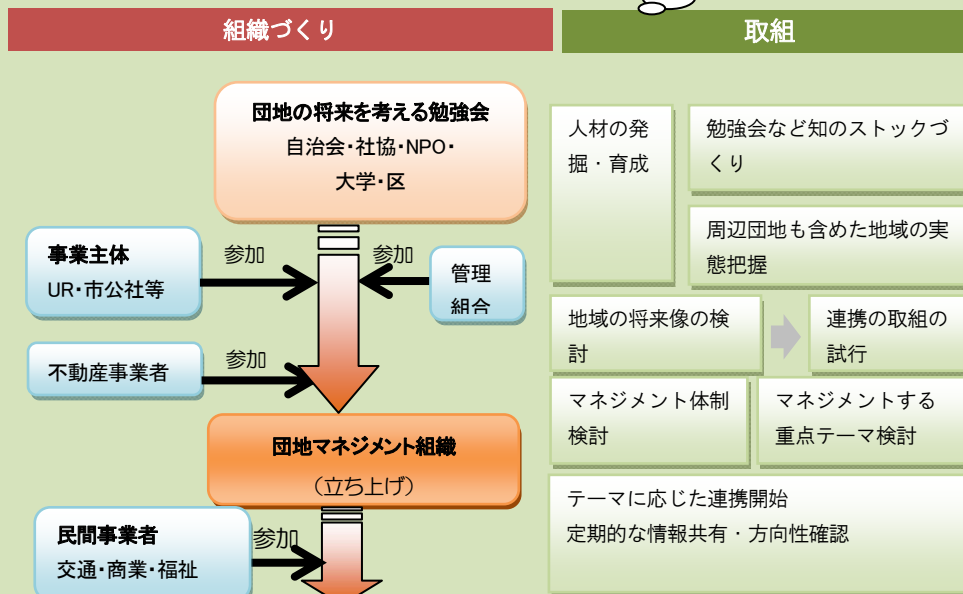 組織づくり
取組
団地の将来を考える勉強会
自治会・社協・NPO・
大学・区
事業主体
UR・市公社等
参加
参加
管理
組合
不動産事業者
参加
団地マネジメント組織
（立ち上げ）
民間事業者
交通・商業・福祉
参加
人材の発
掘・育成
勉強会など知のストックづ
くり
周辺団地も含めた地域の実
態把握
地域の将来像の検
討
連携の取組の
試行
マネジメント体制
検討
マネジメントする
重点テーマ検討
テーマに応じた連携開始
定期的な情報共有・方向性確認